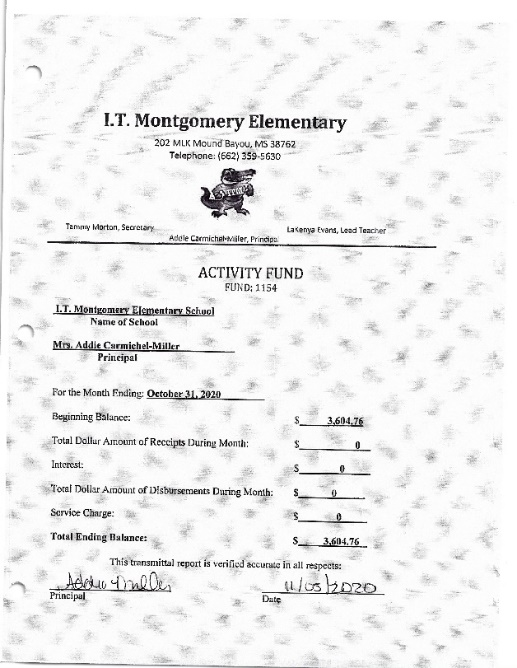 I.T. Montgomery Elementary
202 MLK Mound Bayou, MS 38762
Telephone: (662) 359-5630
Tammy Morton, Secretary
LaKenya Evans, Lead Teacher
Addie Carmichel-Miller, Principal
ACTIVITY FUND
FUND: 1154
I.T. Montgomery Elementary School
Name of School
Mrs. Addie Carmichel-Miller
Principal
For the Month Ending: October 31, 2020
Beginning Balance: $ 3,604.76
Total Dollar Amount of Receipts During Month: $ 0
Interest: $ 0
Total Dollar Amount of Disbursements During Month: $ 0
Service Charge: $ 0
Total Ending Balance: $ 3,604.76
This transmittal report is verified accurate in all respects:
Addie Miller 11/05/2020
Principal Date